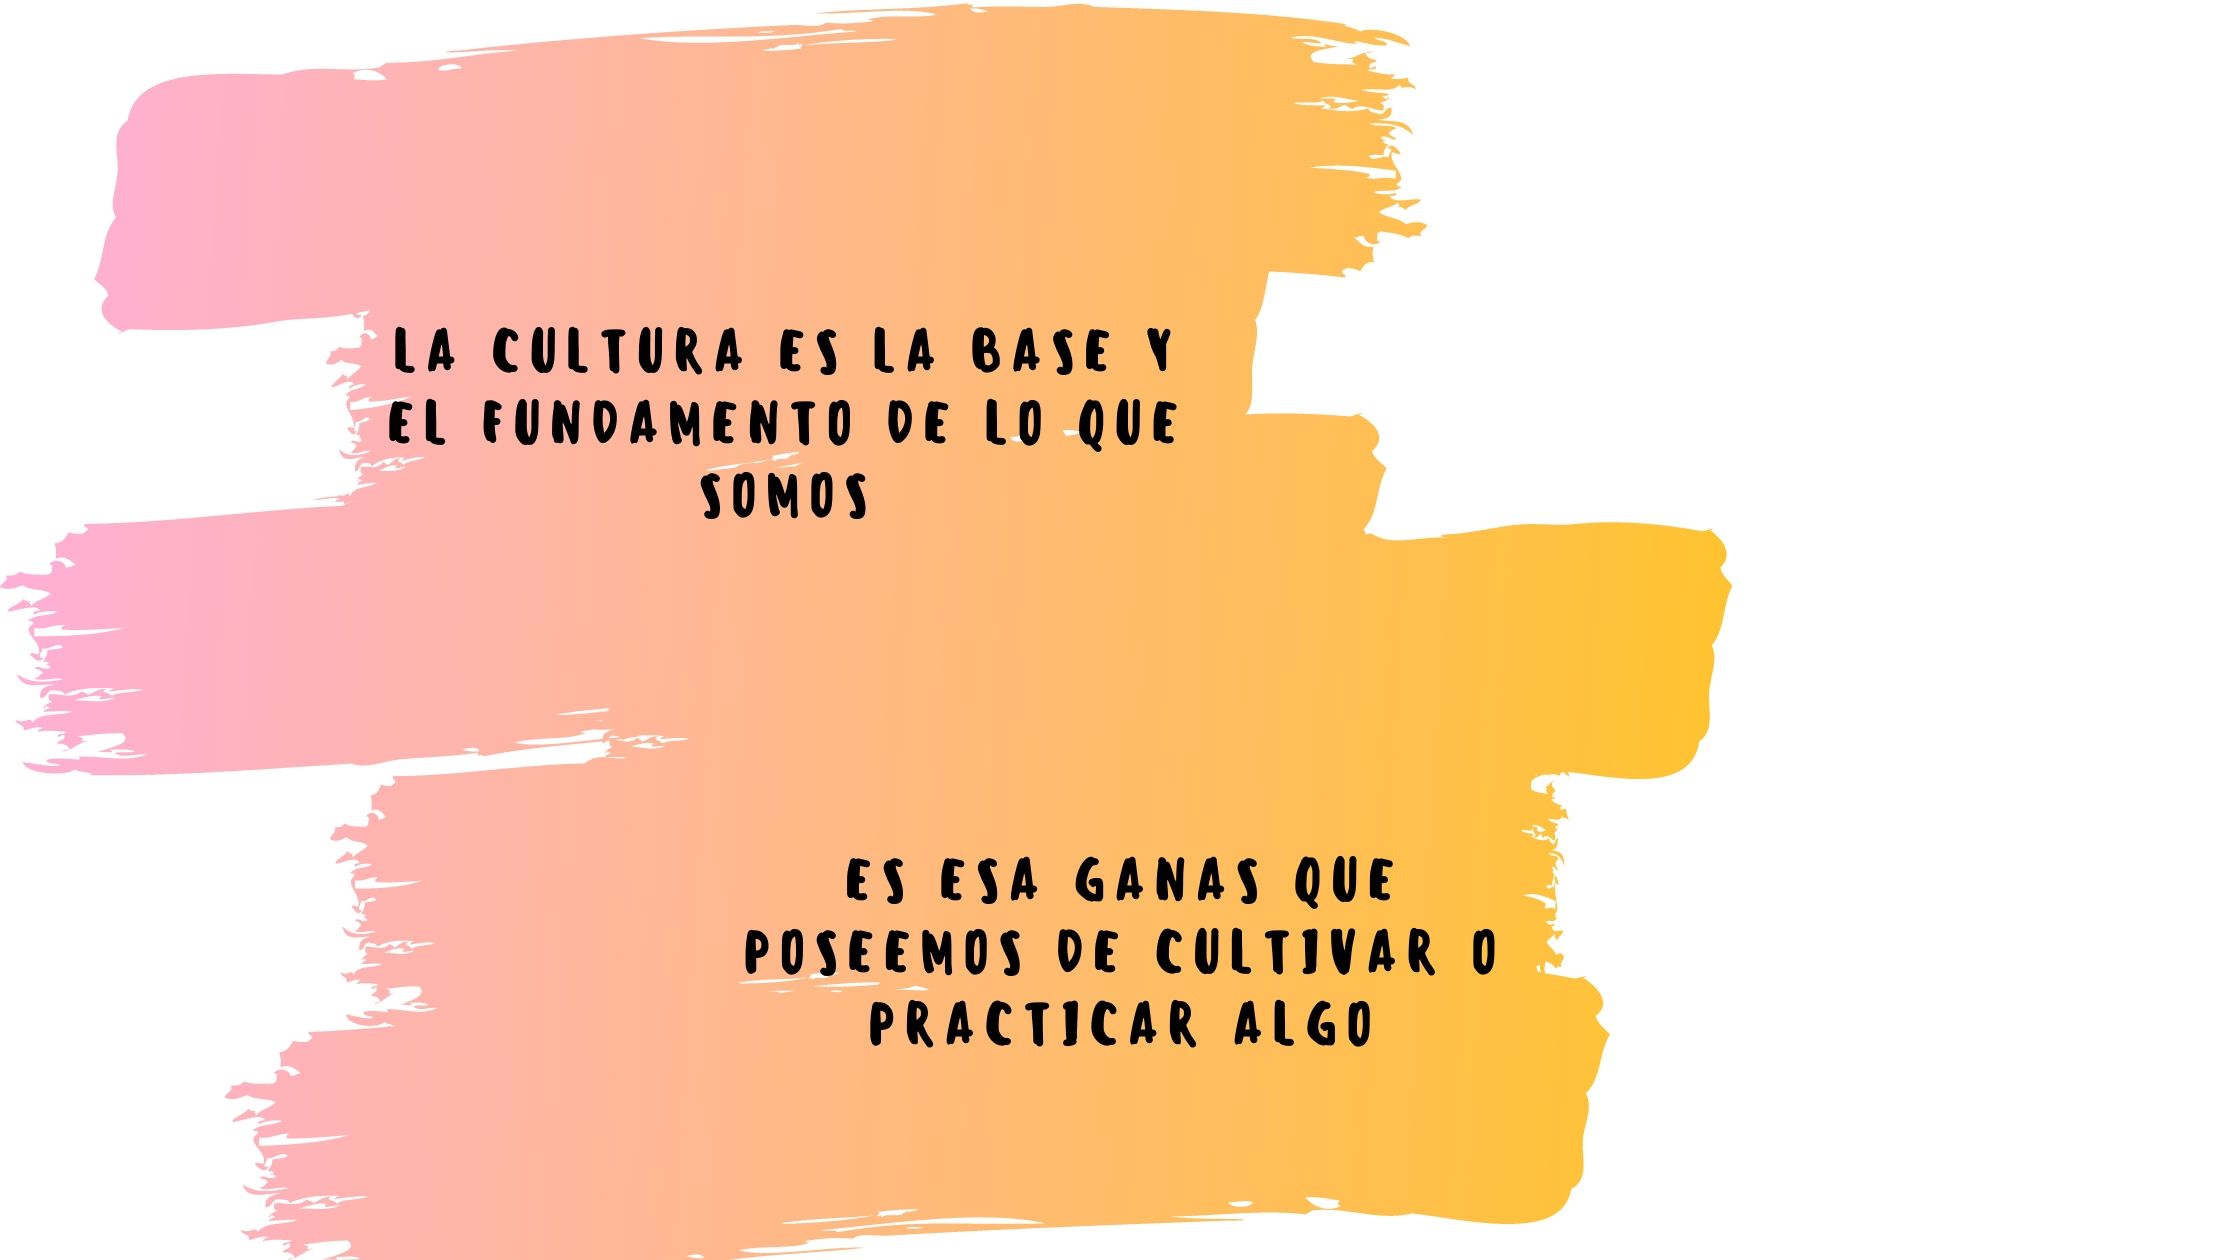 LA CULTURA ES LA BASE Y
EL FUNDAMENTO DE LO QUE
SOMOS
ES ESA GANAS QUE
POSEEMOS DE CULTIVAR O
PRACTICAR ALGO